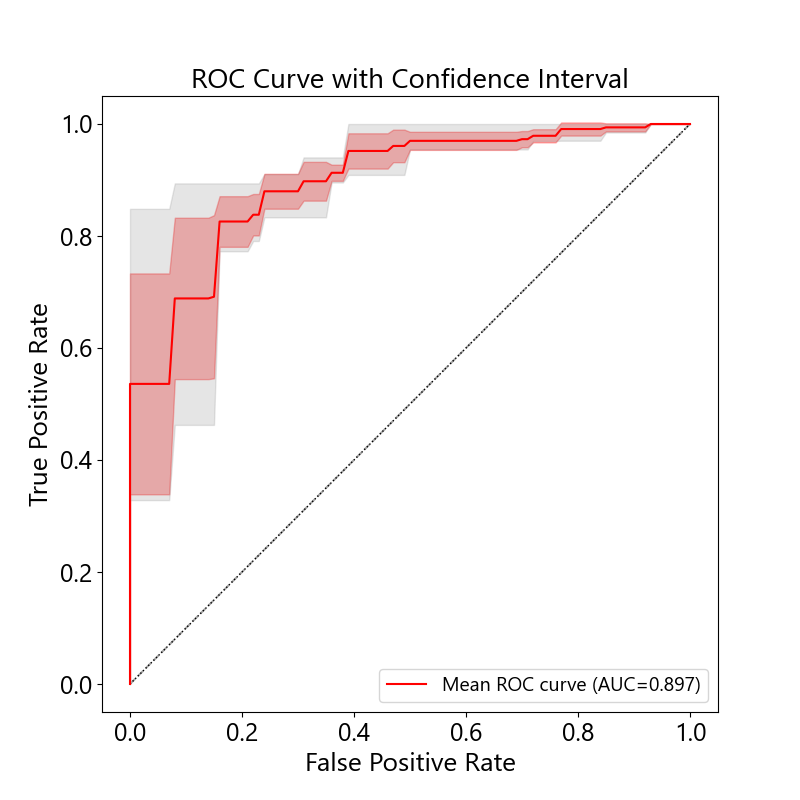 ROC Curve with Confidence Interval
1.0
0.8
0.6
0.4
0.2
0.0
True Positive Rate
Mean ROC curve (AUC=0.897)
0.0 0.2 0.4 0.6 0.8 1.0
False Positive Rate